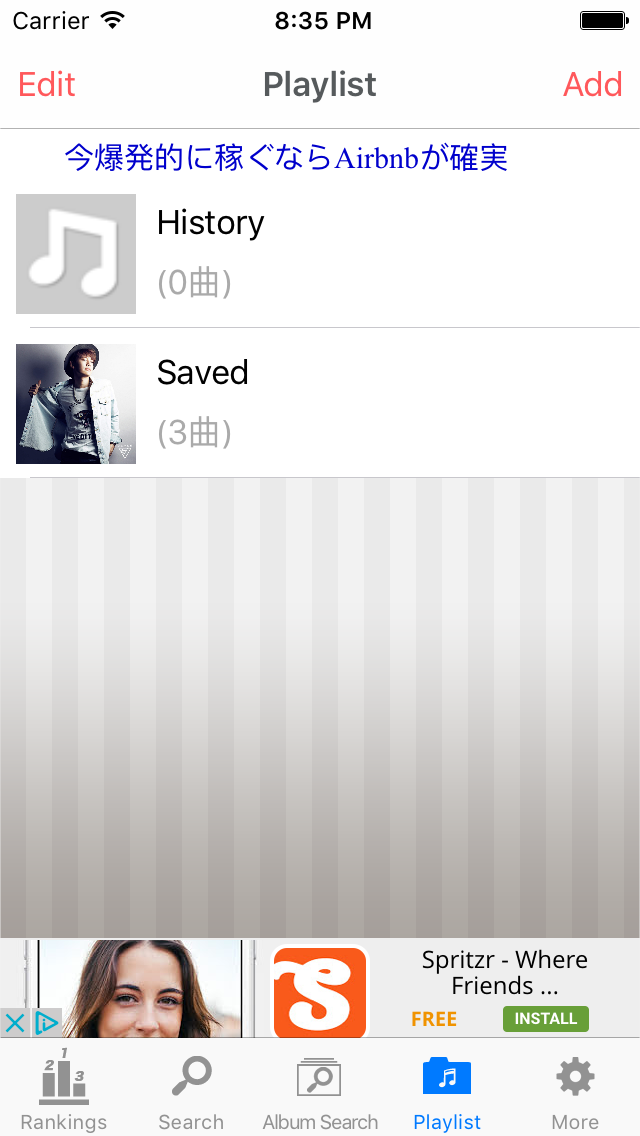 Carrier 8:35 PM
Edit Playlist Add
今爆発的に稼ぐならAirbnbが確実
History
(0曲)
Saved
(3曲)
Spritzr - Where
Friends ...
FREE INSTALL
1
2 3
Rankings Search Album Search Playlist More